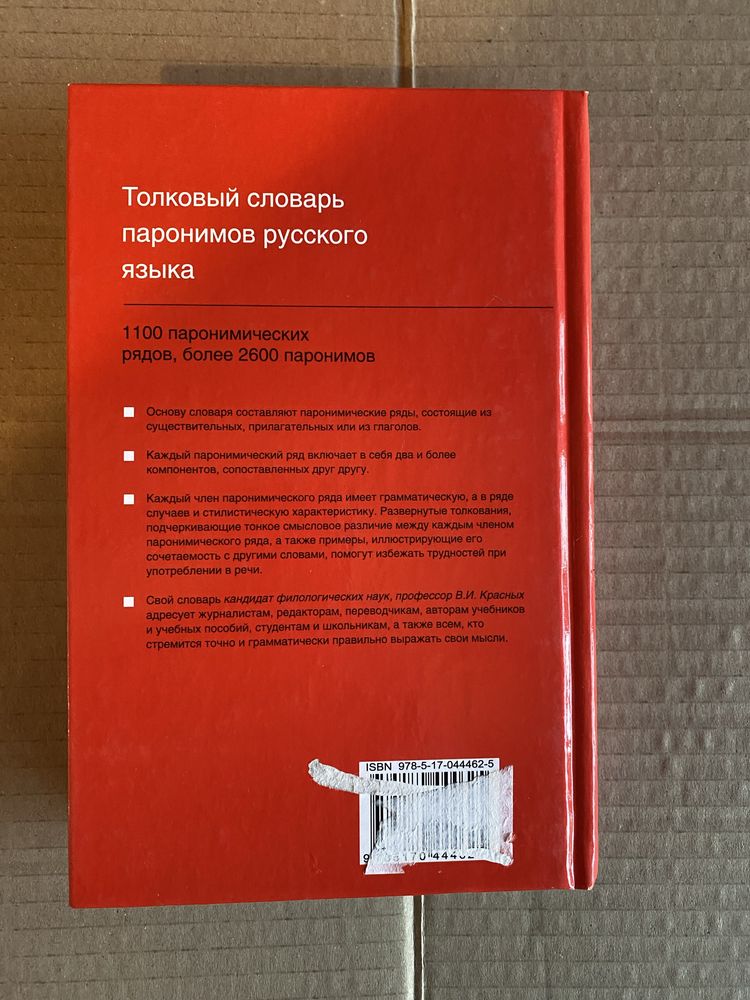 Толковый словарь
паронимов русского
языка
1100 паронимических
рядов, более 2600 паронимов
Основу словаря составляют паронимические ряды, состоящие из
существительных, прилагательных или из глаголов.
Каждый паронимический ряд включает в себя два и более
компонентов, сопоставленных друг другу.
Каждый член паронимического ряда имеет грамматическую, а в ряде
случаев и стилистическую характеристику. Развернутые толкования,
подчеркивающие тонкое смысловое различие между каждым членом
паронимического ряда, а также примеры, иллюстрирующие его
сочетаемость с другими словами, помогут избежать трудностей при
употреблении в речи.
Свой словарь кандидат филологических наук, профессор В.И. Красных
адресует журналистам, редакторам, переводчикам, авторам учебников
и учебных пособий, студентам и школьникам, а также всем, кто
стремится точно и грамматически правильно выражать свои мысли.
ISBN 978-5-17-044462-5